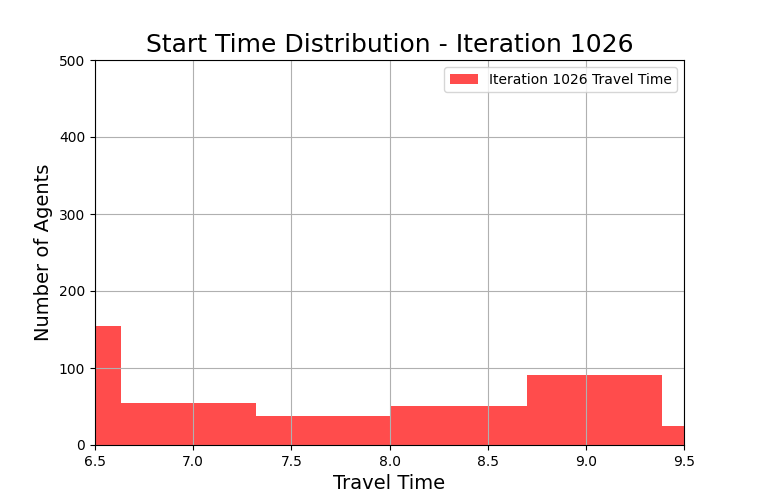 Start Time Distribution - Iteration 1026
Iteration 1026 Travel Time
Number of Agents
500
400
300
200
100
0
6.5 7.0 7.5 8.0 8.5 9.0 9.5
Travel Time